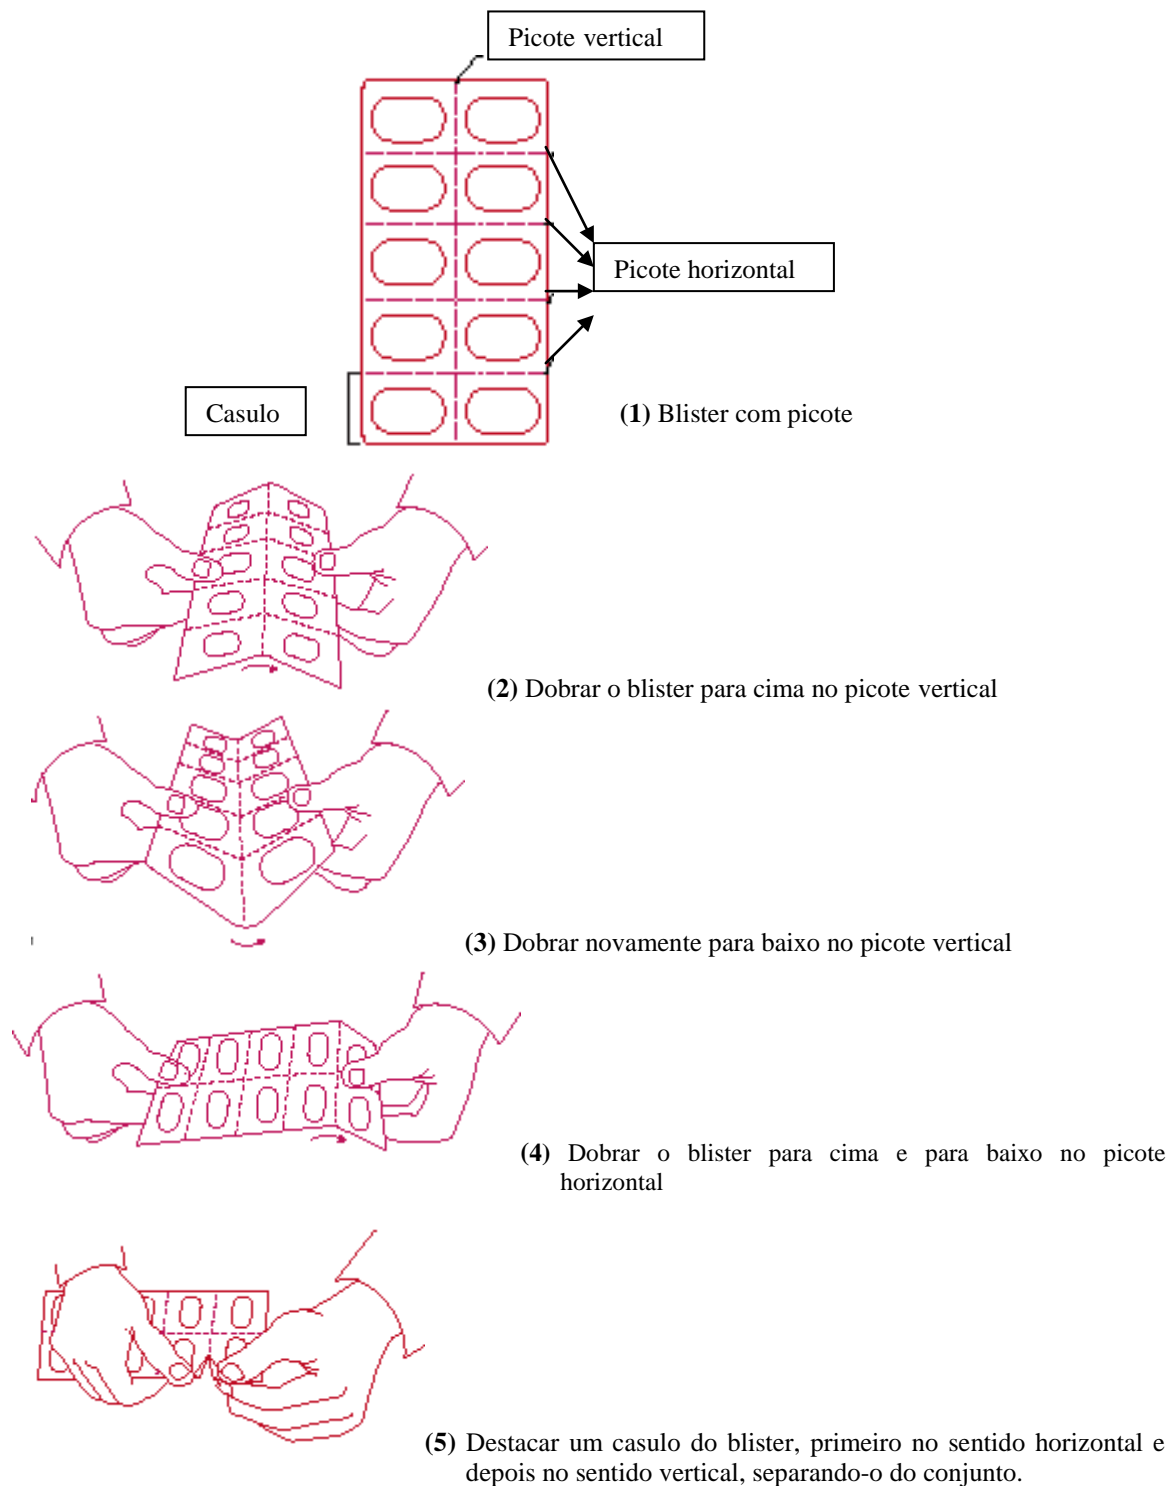 Picote vertical
Picote horizontal
Casulo
(1) Blister com picote
(2) Dobrar o blister para cima no picote vertical
(3) Dobrar novamente para baixo no picote vertical
(4) Dobrar o blister para cima e para baixo no picote
horizontal
(5) Destacar um casulo do blister, primeiro no sentido horizontal e
depois no sentido vertical, separando-o do conjunto.